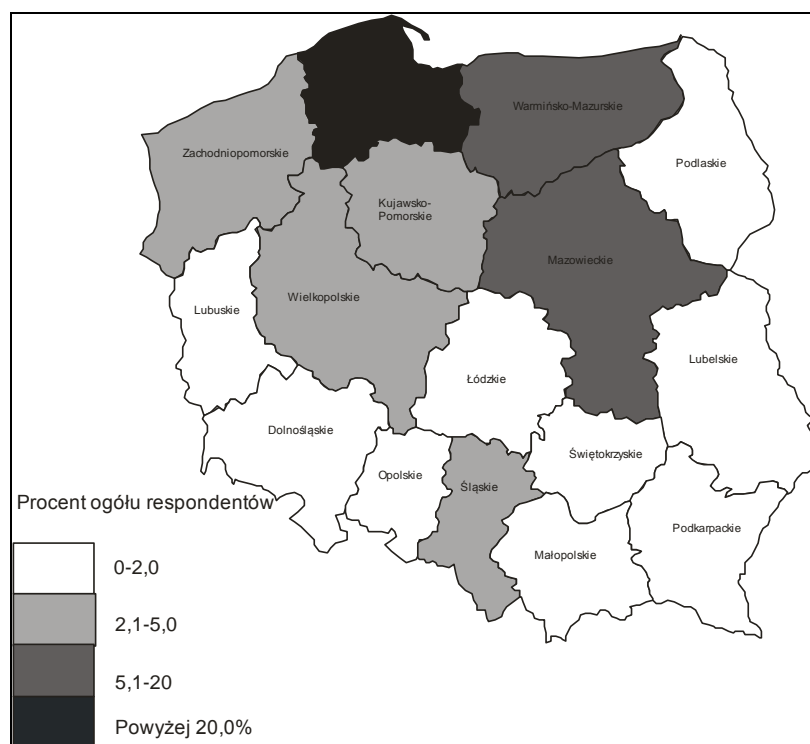 Warmińsko-Mazurskie
Zachodniopomorskie
Podlaskie
Kujawsko-
Pomorskie
Mazowieckie
Wielkopolskie
Lubuskie
Lubelskie
Łódzkie
Dolnośląskie
Świętokrzyskie
Opolskie
Śląskie
Podkarpackie
Małopolskie
Procent ogółu respondentów
0-2,0
2,1-5,0
5,1-20
Powyżej 20,0%